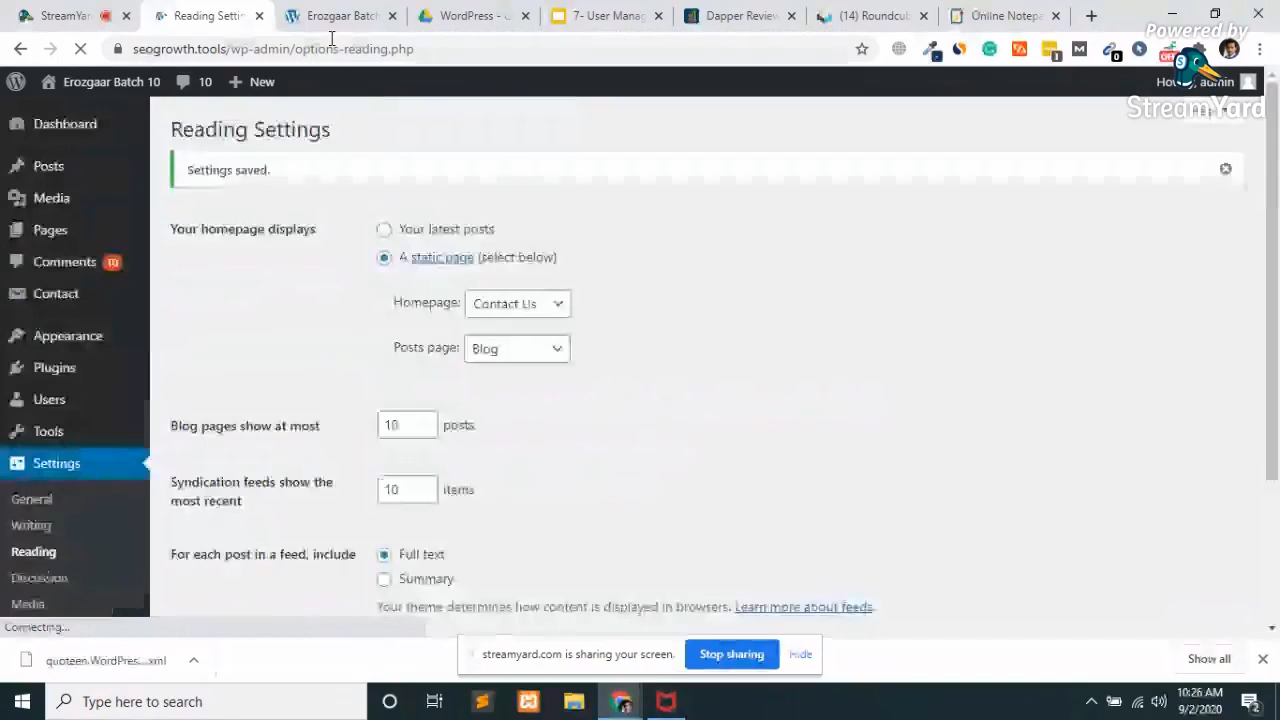 StreamYar
Reading Settin
Erozgaar Batch
WordPress - G
7- User Manag
Dapper Review
(14) Roundcub
Online Notepa
seogrowth.tools/wp-admin/options-reading.php
Powered by
StreamYard
Erozgaar Batch 10
10
New
admin
Dashboard
Posts
Media
Pages
Comments 10
Contact
Appearance
Plugins
Users
Tools
Settings
General
Writing
Reading
Discussion
Media
Reading Settings
Settings saved.
Your homepage displays
Your latest posts
A static page (select below)
Homepage: Contact Us
Posts page: Blog
Blog pages show at most 10 posts
Syndication feeds show the most recent 10 items
For each post in a feed, include
Full text
Summary
Your theme determines how content is displayed in browsers. Learn more about feeds.
Connecting...
quotzen.WordPres....xml
streamyard.com is sharing your screen.
Stop sharing
Hide
Show all
Type here to search
10:26 AM
9/2/2020
2